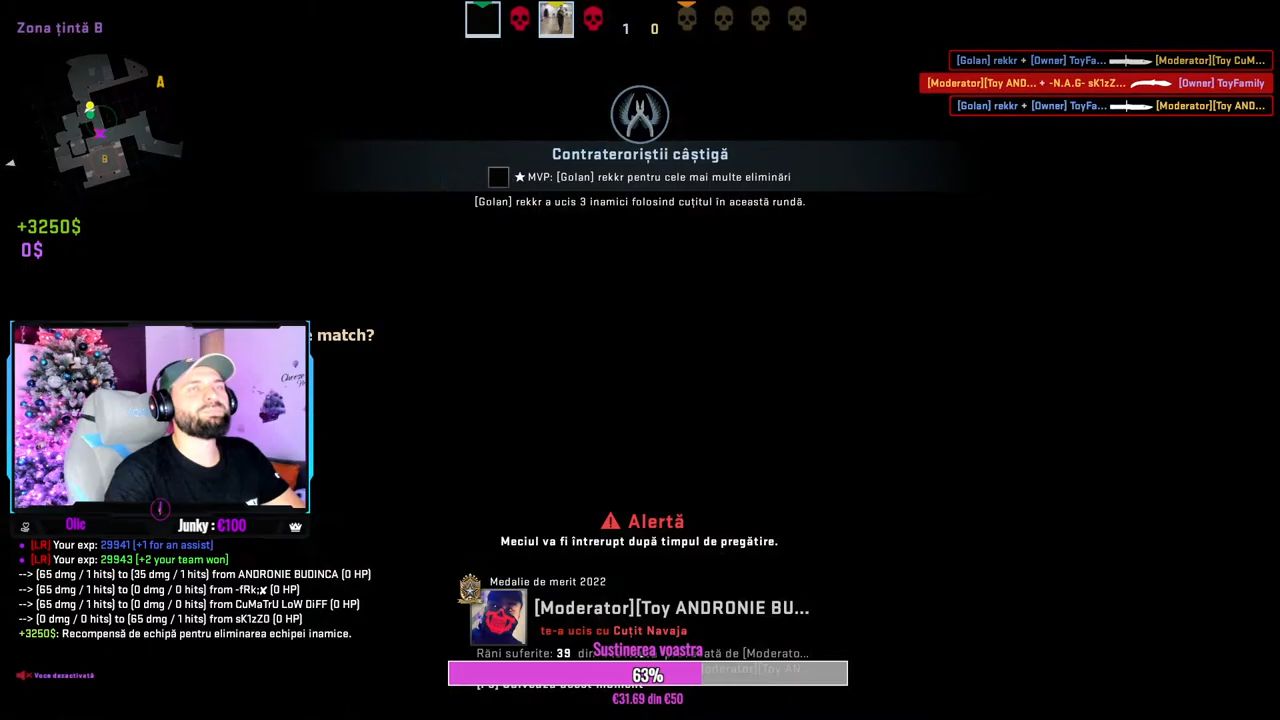 Zona țintă B
A
B
1 0
[Golan] rekkr + [Owner] ToyFa... [Moderator][Toy CuM...
[Moderator][Toy AND... + -N.A.G- sK1zZ... [Owner] ToyFamily
[Golan] rekkr + [Owner] ToyFa... [Moderator][Toy AND...
Contrateroriștii câștigă
★ MVP: [Golan] rekkr pentru cele mai multe eliminări
[Golan] rekkr a ucis 3 inamici folosind cuțitul în această rundă.
+3250$
0$
match?
Olic
Junky : €100
[LR] Your exp: 29941 [+1 for an assist]
[LR] Your exp: 29943 [+2 your team won]
--> (65 dmg / 1 hits) to (35 dmg / 1 hits) from ANDRONIE BUDINCA (0 HP)
--> (65 dmg / 1 hits) to (0 dmg / 0 hits) from -fRk;✘ (0 HP)
--> (65 dmg / 1 hits) to (0 dmg / 0 hits) from CuMaTrU LoW DiFF (0 HP)
--> (0 dmg / 0 hits) to (65 dmg / 1 hits) from sK1zZ0 (0 HP)
+3250$: Recompensă de echipă pentru eliminarea echipei inamice.
Voce dezactivată
Alertă
Meciul va fi întrerupt după timpul de pregătire.
Medalie de merit 2022
[Moderator][Toy ANDRONIE BU...
te-a ucis cu Cuțit Navaja
Răni suferite: 39 din de [Moderato...
Sustinerea voastra
63%
€31.69 din €50